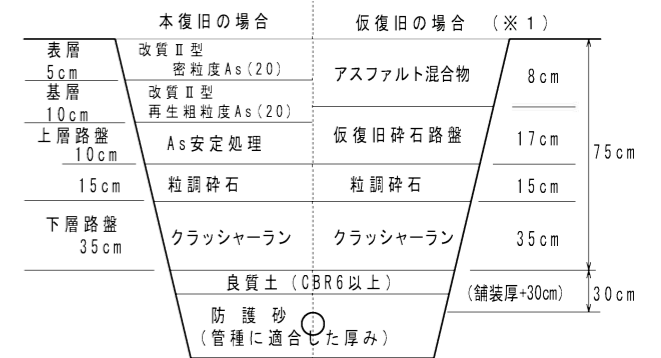 本復旧の場合 仮復旧の場合 (※1)
表層
5cm
改質Ⅱ型
密粒度As(20)
アスファルト混合物 8cm
基層
10cm
改質Ⅱ型
再生粗粒度As(20)
上層路盤
10cm
As安定処理 仮復旧砕石路盤 17cm
75cm
15cm 粒調砕石 粒調砕石 15cm
下層路盤
35cm
クラッシャーラン クラッシャーラン 35cm
良質土(CBR6以上)
(舗装厚+30cm) 30cm
防護砂
(管種に適合した厚み)